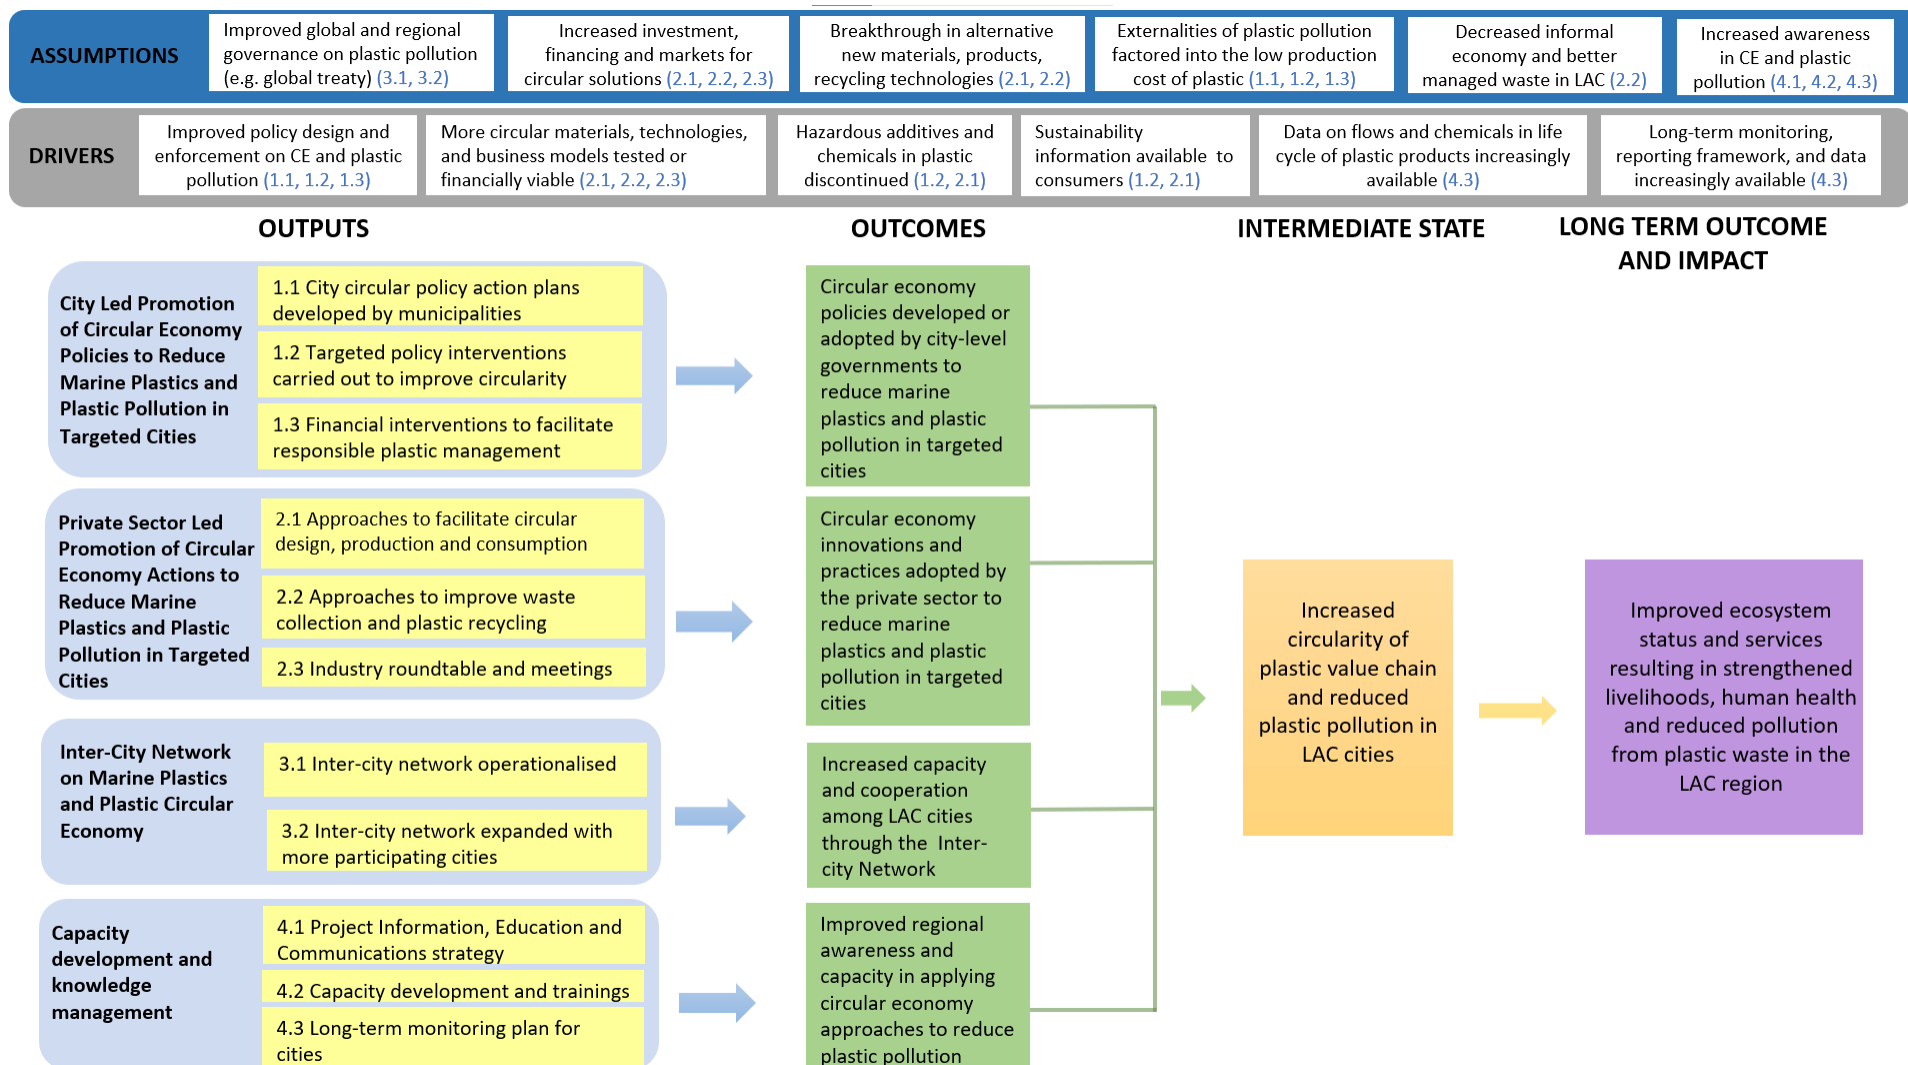 ASSUMPTIONS
Improved global and regional
governance on plastic pollution
(e.g. global treaty) (3.1, 3.2)
Increased investment,
financing and markets for
circular solutions (2.1, 2.2, 2.3)
Breakthrough in alternative
new materials, products,
recycling technologies (2.1, 2.2)
Externalities of plastic pollution
factored into the low production
cost of plastic (1.1, 1.2, 1.3)
Decreased informal
economy and better
managed waste in LAC (2.2)
Increased awareness
in CE and plastic
pollution (4.1, 4.2, 4.3)
DRIVERS
Improved policy design and
enforcement on CE and plastic
pollution (1.1, 1.2, 1.3)
More circular materials, technologies,
and business models tested or
financially viable (2.1, 2.2, 2.3)
Hazardous additives and
chemicals in plastic
discontinued (1.2, 2.1)
Sustainability
information available to
consumers (1.2, 2.1)
Data on flows and chemicals in life
cycle of plastic products increasingly
available (4.3)
Long-term monitoring,
reporting framework, and data
increasingly available (4.3)
OUTPUTS
OUTCOMES
INTERMEDIATE STATE
LONG TERM OUTCOME
AND IMPACT
City Led Promotion
of Circular Economy
Policies to Reduce
Marine Plastics and
Plastic Pollution in
Targeted Cities
1.1 City circular policy action plans
developed by municipalities
1.2 Targeted policy interventions
carried out to improve circularity
1.3 Financial interventions to facilitate
responsible plastic management
Circular economy
policies developed or
adopted by city-level
governments to
reduce marine
plastics and plastic
pollution in targeted
cities
Private Sector Led
Promotion of Circular
Economy Actions to
Reduce Marine
Plastics and Plastic
Pollution in Targeted
Cities
2.1 Approaches to facilitate circular
design, production and consumption
2.2 Approaches to improve waste
collection and plastic recycling
2.3 Industry roundtable and meetings
Circular economy
innovations and
practices adopted by
the private sector to
reduce marine
plastics and plastic
pollution in targeted
cities
Inter-City Network
on Marine Plastics
and Plastic Circular
Economy
3.1 Inter-city network operationalised
3.2 Inter-city network expanded with
more participating cities
Increased capacity
and cooperation
among LAC cities
through the Inter-
city Network
Capacity
development and
knowledge
management
4.1 Project Information, Education and
Communications strategy
4.2 Capacity development and trainings
4.3 Long-term monitoring plan for
cities
Improved regional
awareness and
capacity in applying
circular economy
approaches to reduce
plastic pollution
Increased
circularity of
plastic value chain
and reduced
plastic pollution in
LAC cities
Improved ecosystem
status and services
resulting in strengthened
livelihoods, human health
and reduced pollution
from plastic waste in the
LAC region